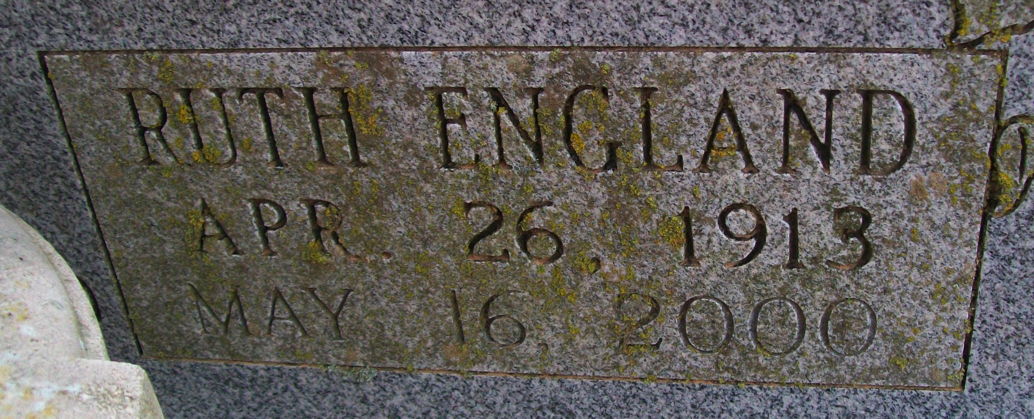 RUTH ENGLAND
APR. 26, 1913
MAY 16, 2000